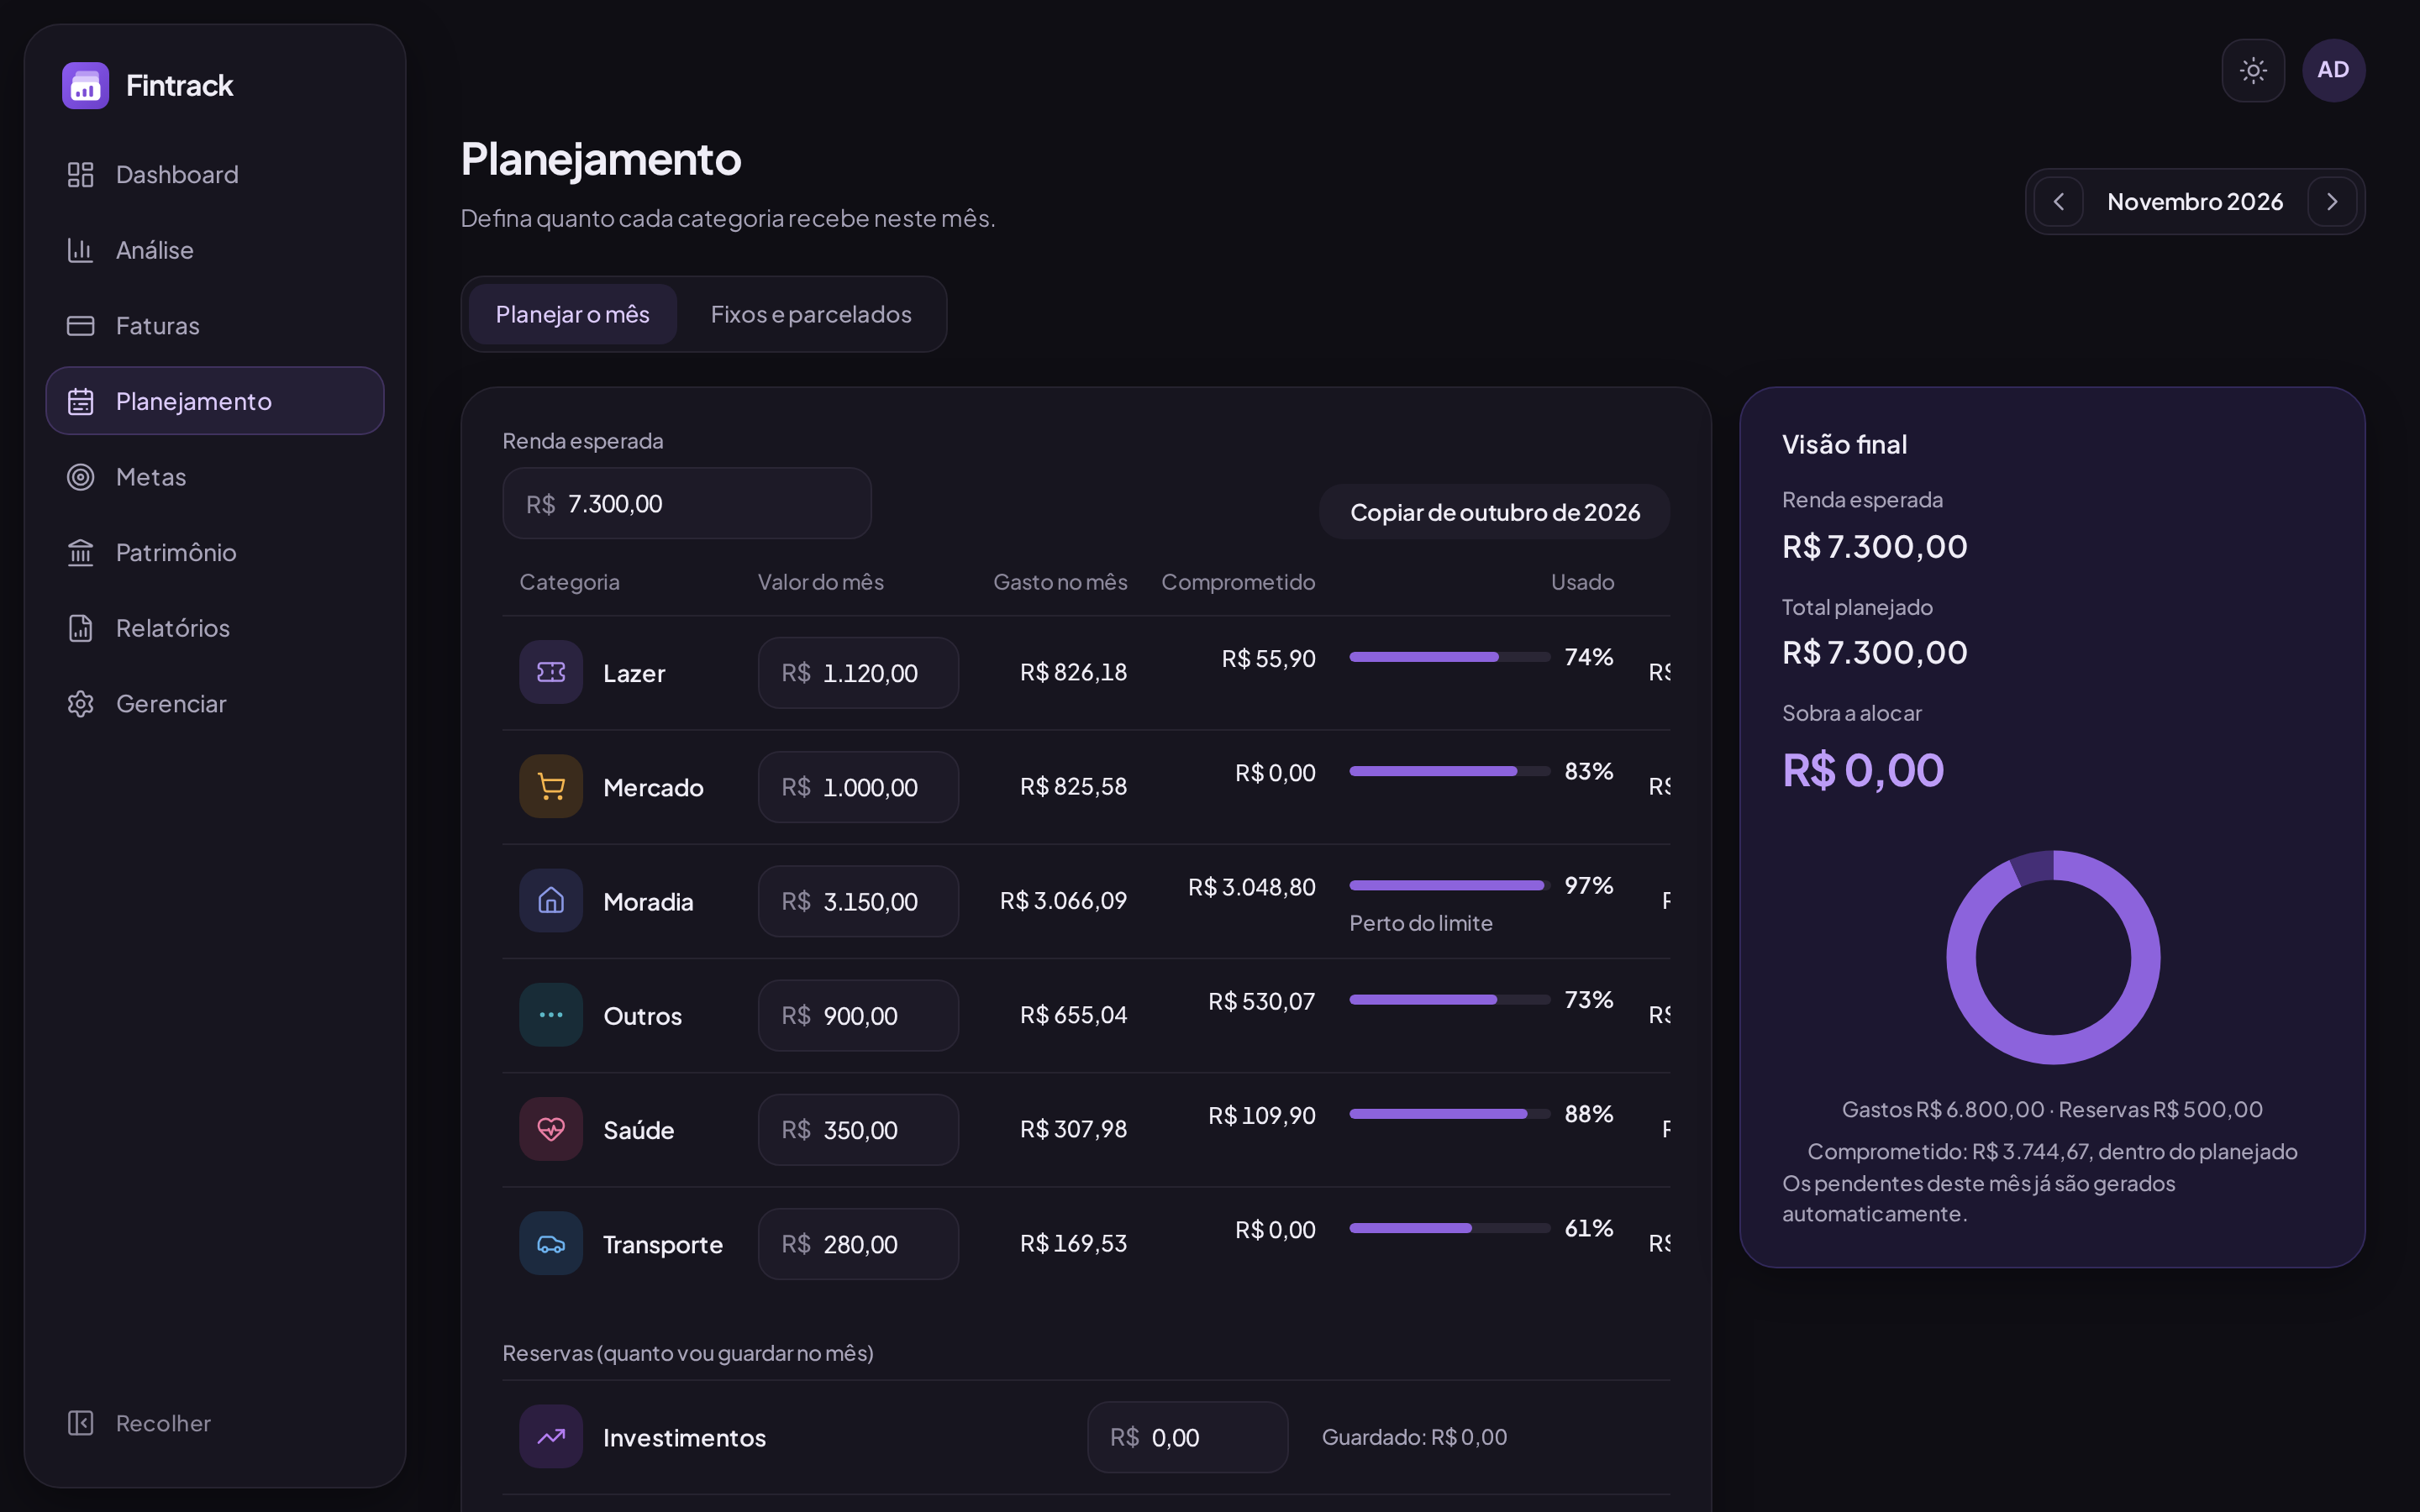 Fintrack
Dashboard
Análise
Faturas
Planejamento
Metas
Patrimônio
Relatórios
Gerenciar
Recolher
AD
Planejamento
Defina quanto cada categoria recebe neste mês.
Novembro 2026
Planejar o mês
Fixos e parcelados
Renda esperada
R$ 7.300,00
Copiar de outubro de 2026
Categoria Valor do mês Gasto no mês Comprometido Usado
Lazer R$ 1.120,00 R$ 826,18 R$ 55,90 74%
Mercado R$ 1.000,00 R$ 825,58 R$ 0,00 83%
Moradia R$ 3.150,00 R$ 3.066,09 R$ 3.048,80 97%
Perto do limite
Outros R$ 900,00 R$ 655,04 R$ 530,07 73%
Saúde R$ 350,00 R$ 307,98 R$ 109,90 88%
Transporte R$ 280,00 R$ 169,53 R$ 0,00 61%
Reservas (quanto vou guardar no mês)
Investimentos R$ 0,00 Guardado: R$ 0,00
Visão final
Renda esperada
R$ 7.300,00
Total planejado
R$ 7.300,00
Sobra a alocar
R$ 0,00
Gastos R$ 6.800,00 · Reservas R$ 500,00
Comprometido: R$ 3.744,67, dentro do planejado
Os pendentes deste mês já são gerados
automaticamente.